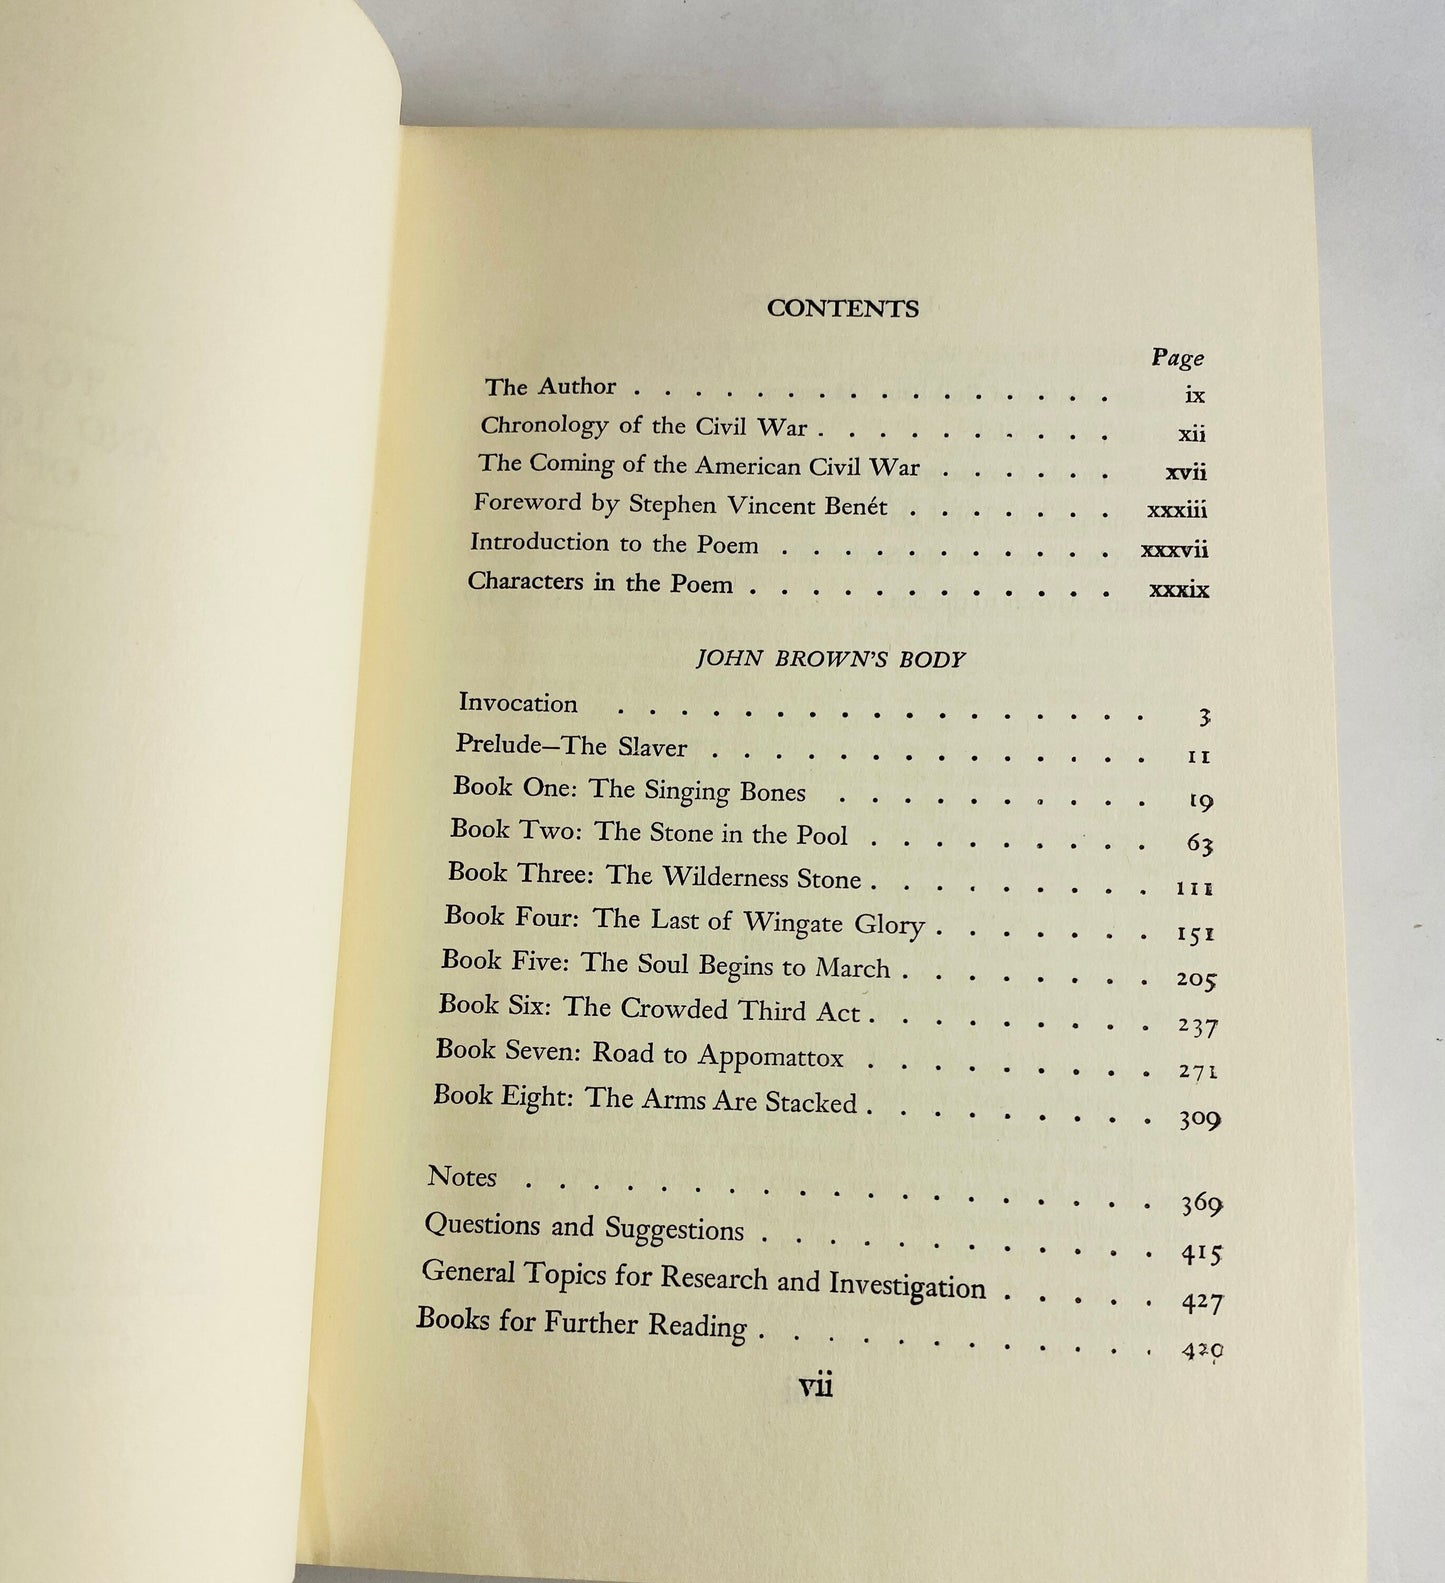 CONTENTS
Page
The Author . . . . . . . . . . . . . . . . ix
Chronology of the Civil War . . . . . . . . . . xii
The Coming of the American Civil War . . . . . . xvii
Foreword by Stephen Vincent Benét . . . . . . . xxxiii
Introduction to the Poem . . . . . . . . . . . xxxvii
Characters in the Poem . . . . . . . . . . . . xxxix
JOHN BROWN'S BODY
Invocation . . . . . . . . . . . . . . . . . 3
Prelude—The Slaver . . . . . . . . . . . . . . 11
Book One: The Singing Bones . . . . . . . . . . 19
Book Two: The Stone in the Pool . . . . . . . . . 63
Book Three: The Wilderness Stone . . . . . . . . . 111
Book Four: The Last of Wingate Glory . . . . . . . 151
Book Five: The Soul Begins to March . . . . . . . . 205
Book Six: The Crowded Third Act . . . . . . . . . 237
Book Seven: Road to Appomattox . . . . . . . . . 271
Book Eight: The Arms Are Stacked . . . . . . . . . 309
Notes . . . . . . . . . . . . . . . . . . . 369
Questions and Suggestions . . . . . . . . . . . . 415
General Topics for Research and Investigation . . . . . 427
Books for Further Reading . . . . . . . . . . . .
vii